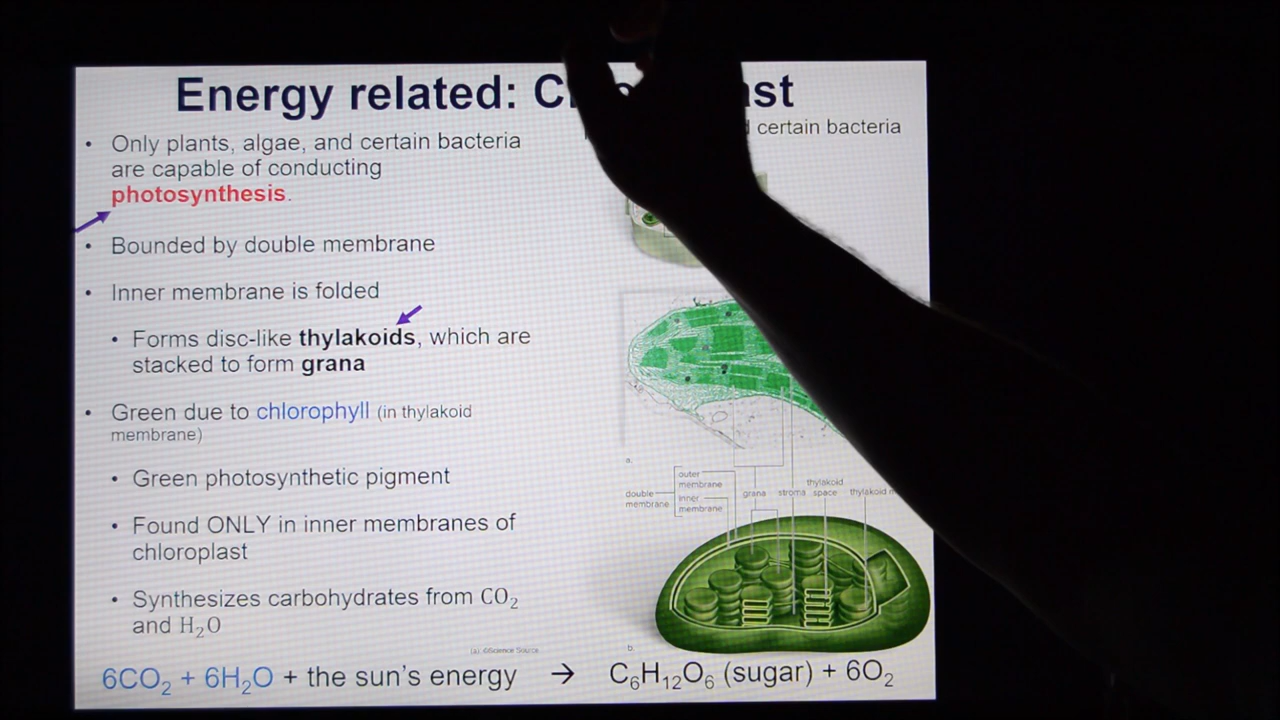 Energy related: C
st
• Only plants, algae, and certain bacteria
are capable of conducting
photosynthesis.
certain bacteria
• Bounded by double membrane
• Inner membrane is folded
• Forms disc-like thylakoids, which are
stacked to form grana
• Green due to chlorophyll (in thylakoid
membrane)
• Green photosynthetic pigment
• Found ONLY in inner membranes of
chloroplast
• Synthesizes carbohydrates from CO₂
and H₂O
a.
double
membrane
outer
membrane
inner
membrane
grana
stroma
thylakoid
space
thylakoid
b.
(a): ©Science Source
6CO₂ + 6H₂O + the sun's energy → C₆H₁₂O₆ (sugar) + 6O₂